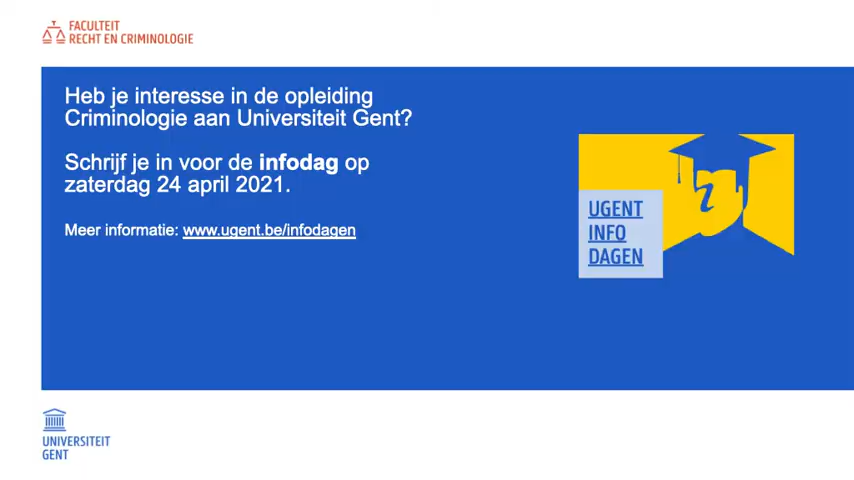 FACULTEIT
RECHT EN CRIMINOLOGIE
Heb je interesse in de opleiding
Criminologie aan Universiteit Gent?
Schrijf je in voor de infodag op
zaterdag 24 april 2021.
Meer informatie: www.ugent.be/infodagen
UGENT
INFO
DAGEN
UNIVERSITEIT
GENT